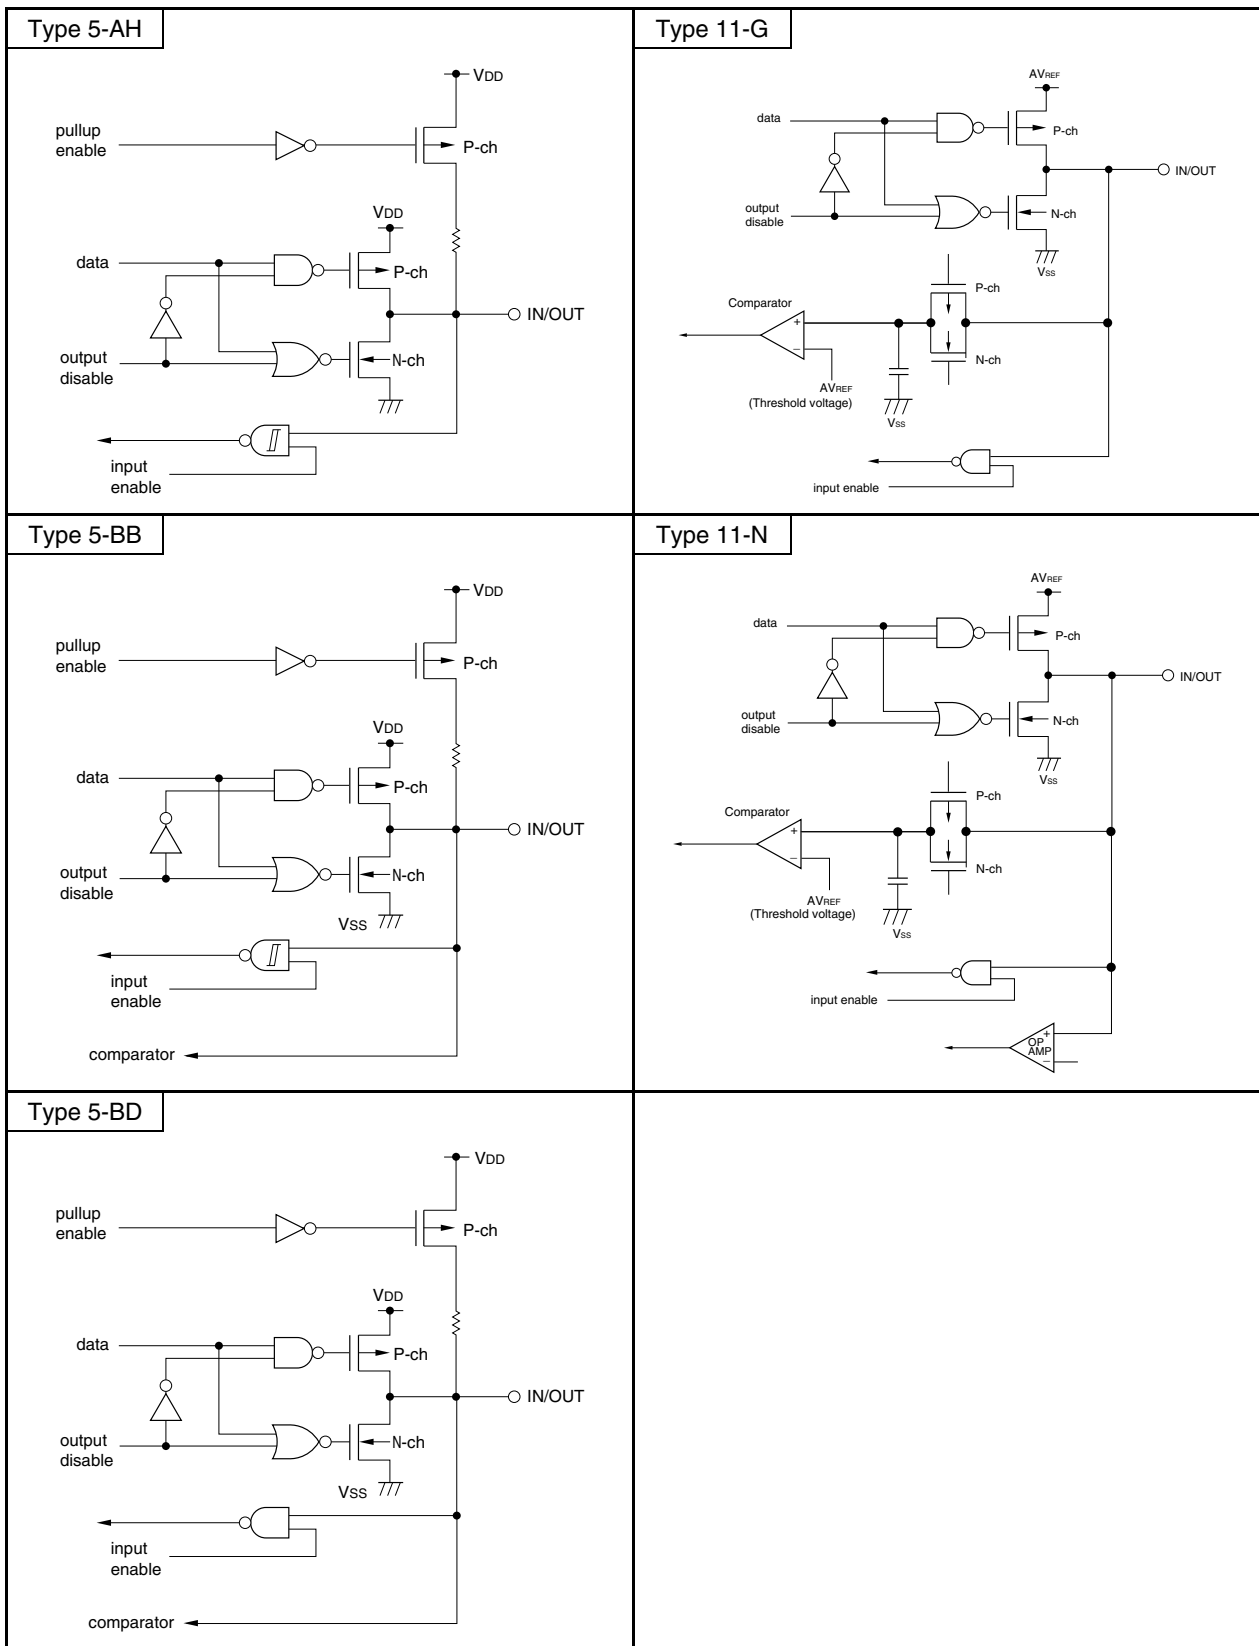 Type 5-AH
VDD
pullup
enable
P-ch
VDD
data
P-ch
IN/OUT
output
disable
N-ch
input
enable
Type 11-G
AVREF
data
P-ch
IN/OUT
output
disable
N-ch
VSS
P-ch
Comparator
+
−
N-ch
AVREF
(Threshold voltage)
VSS
input enable
Type 5-BB
VDD
pullup
enable
P-ch
VDD
data
P-ch
IN/OUT
output
disable
N-ch
VSS
input
enable
comparator
Type 11-N
AVREF
data
P-ch
IN/OUT
output
disable
N-ch
VSS
P-ch
Comparator
+
−
N-ch
AVREF
(Threshold voltage)
VSS
input enable
+
OP
AMP
−
Type 5-BD
VDD
pullup
enable
P-ch
VDD
data
P-ch
IN/OUT
output
disable
N-ch
VSS
input
enable
comparator